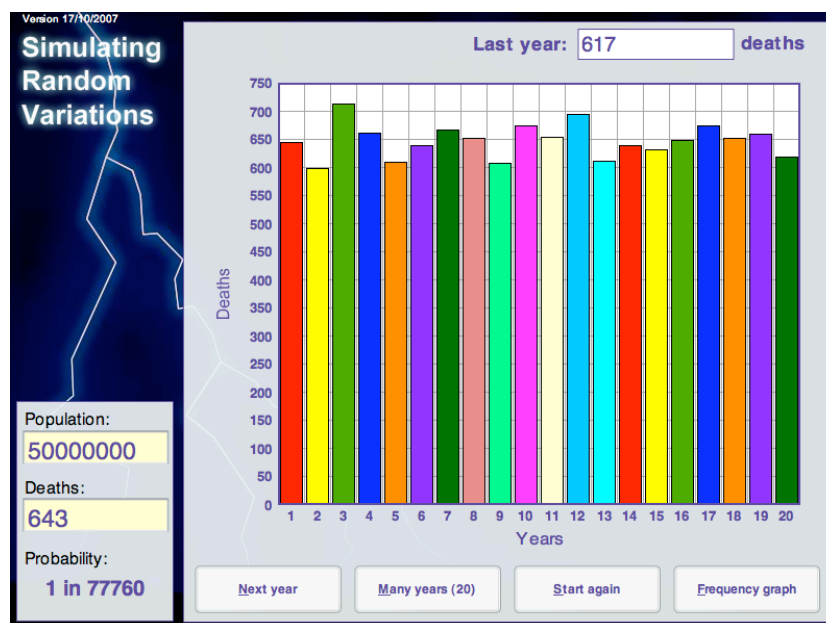 Version 17/10/2007
Simulating
Random
Variations
Last year: 617 deaths
750
700
650
600
550
500
450
400
350
300
250
200
150
100
50
0
Deaths
1 2 3 4 5 6 7 8 9 10 11 12 13 14 15 16 17 18 19 20
Years
Population:
50000000
Deaths:
643
Probability:
1 in 77760
Next year Many years (20) Start again Frequency graph